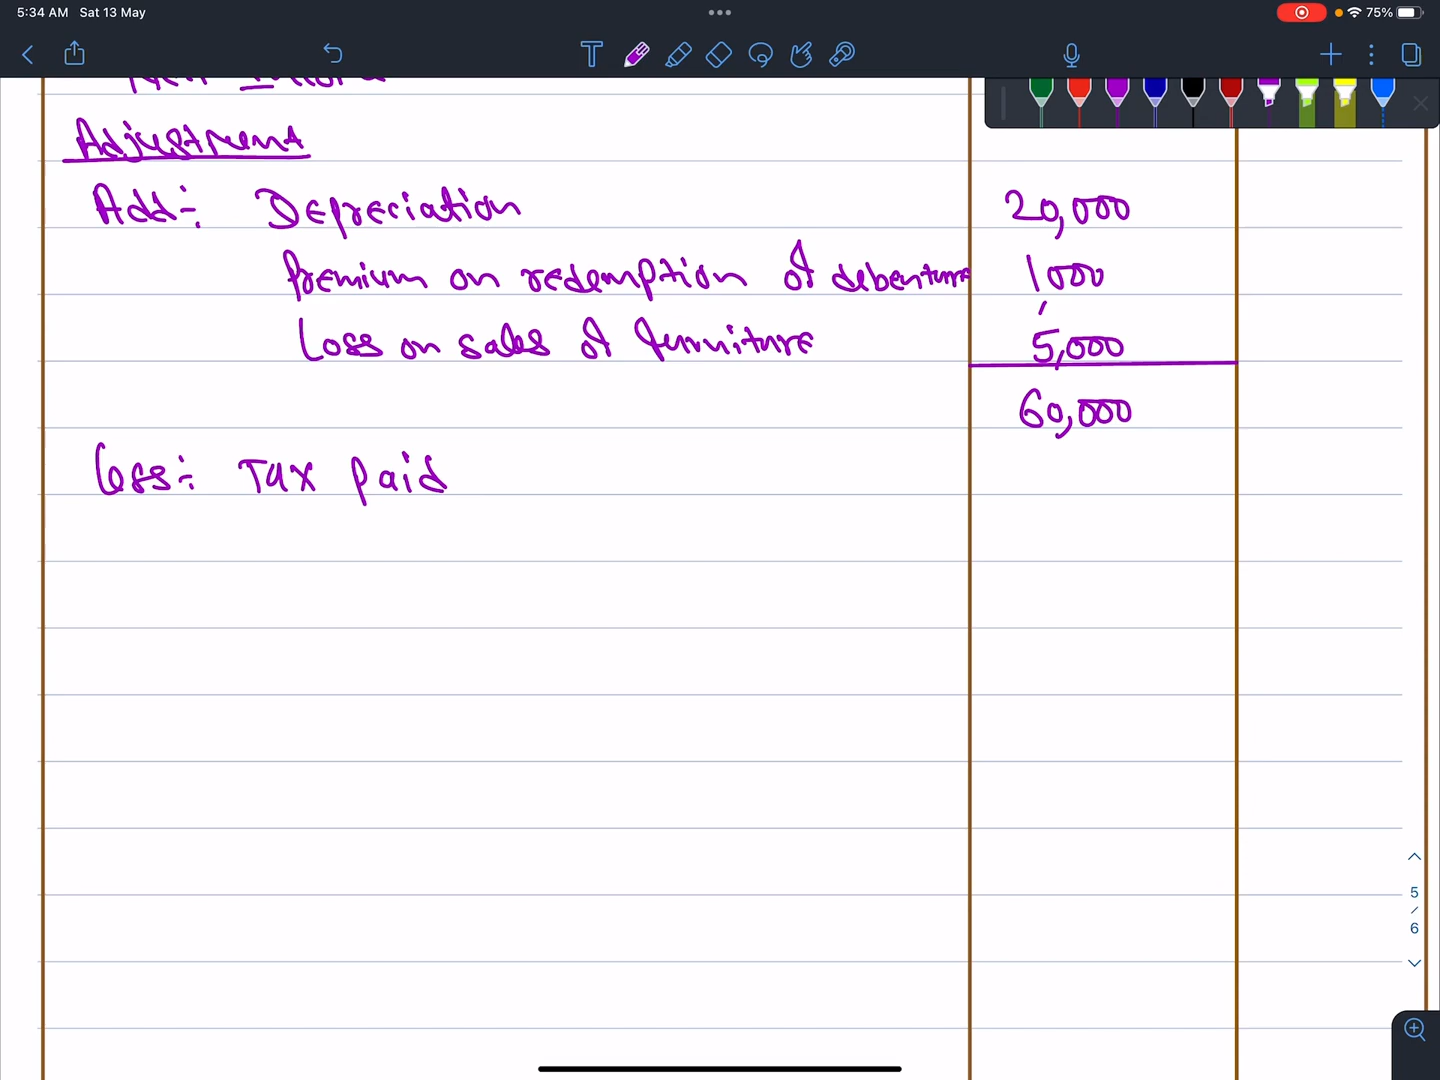 5:34 AM Sat 13 May
75%
Adjustment
Add:- Depreciation 20,000
Premium on redemption of debenture 1,000
Loss on sales of furniture 5,000
60,000
Less:- Tax paid
5
/
6